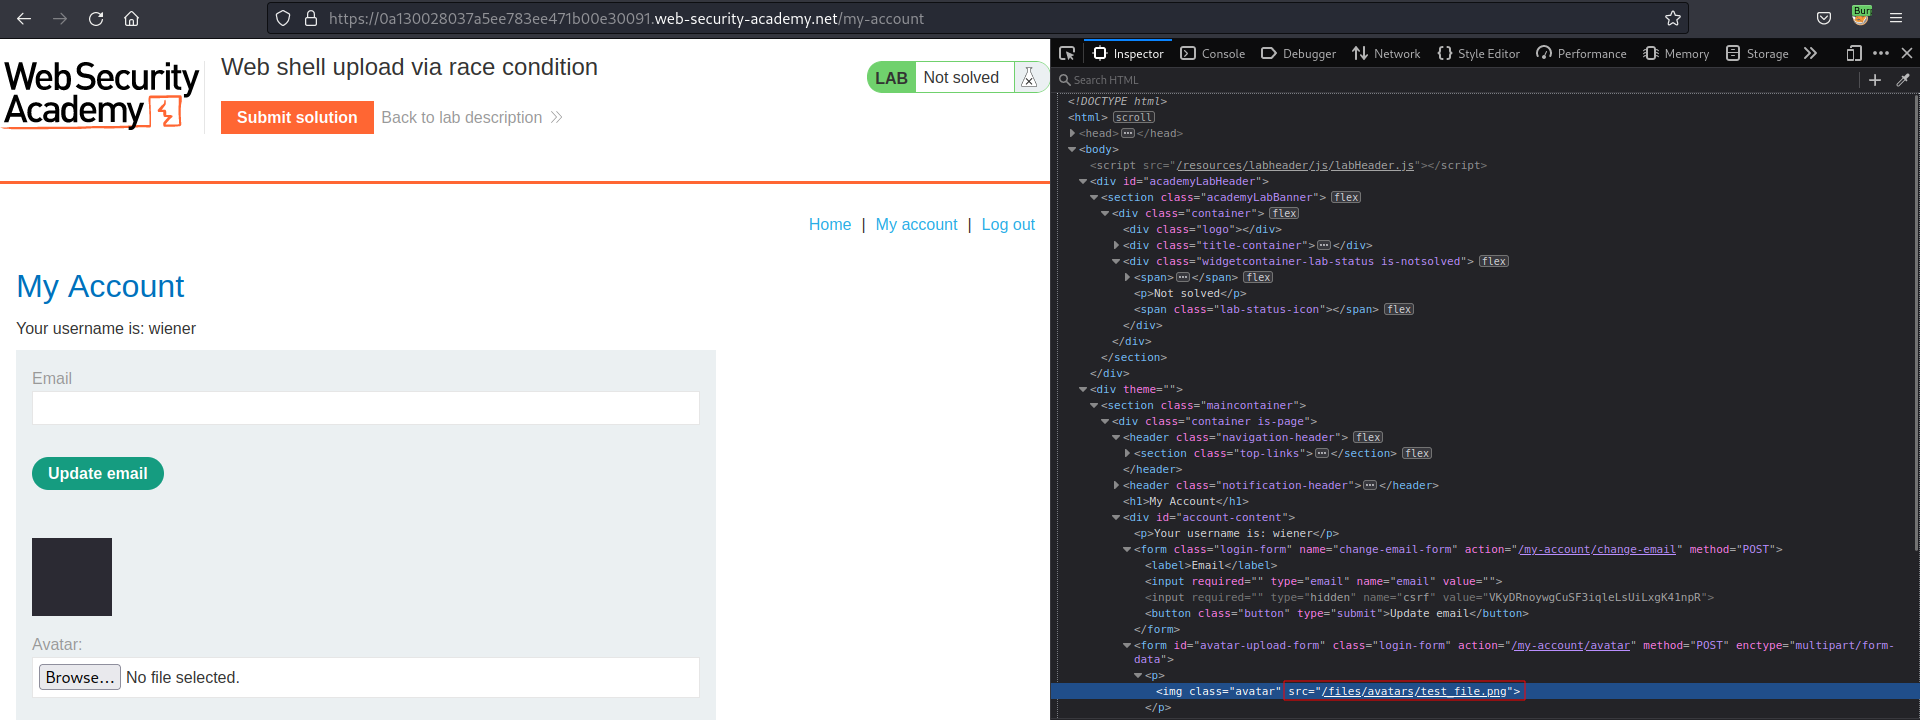 https://0a130028037a5ee783ee471b00e30091.web-security-academy.net/my-account
Burp
Web Security
Academy
Web shell upload via race condition
Submit solution
Back to lab description
LAB
Not solved
Home | My account | Log out
My Account
Your username is: wiener
Email
Update email
Avatar:
Browse... No file selected.
Inspector Console Debugger Network Style Editor Performance Memory Storage
Search HTML
<!DOCTYPE html>
<html> scroll
<head> </head>
<body>
<script src="/resources/labheader/js/labHeader.js"></script>
<div id="academyLabHeader">
<section class="academyLabBanner"> flex
<div class="container"> flex
<div class="logo"></div>
<div class="title-container"> </div>
<div class="widgetcontainer-lab-status is-notsolved"> flex
<span> </span> flex
<p>Not solved</p>
<span class="lab-status-icon"></span> flex
</div>
</div>
</section>
</div>
<div theme="">
<section class="maincontainer">
<div class="container is-page">
<header class="navigation-header"> flex
<section class="top-links"> </section> flex
</header>
<header class="notification-header"> </header>
<h1>My Account</h1>
<div id="account-content">
<p>Your username is: wiener</p>
<form class="login-form" name="change-email-form" action="/my-account/change-email" method="POST">
<label>Email</label>
<input required="" type="email" name="email" value="">
<input required="" type="hidden" name="csrf" value="VKyDRnoywgCuSF3iqleLsUiLxgK41npR">
<button class="button" type="submit">Update email</button>
</form>
<form id="avatar-upload-form" class="login-form" action="/my-account/avatar" method="POST" enctype="multipart/form-
data">
<p>
<img class="avatar" src="/files/avatars/test_file.png">
</p>